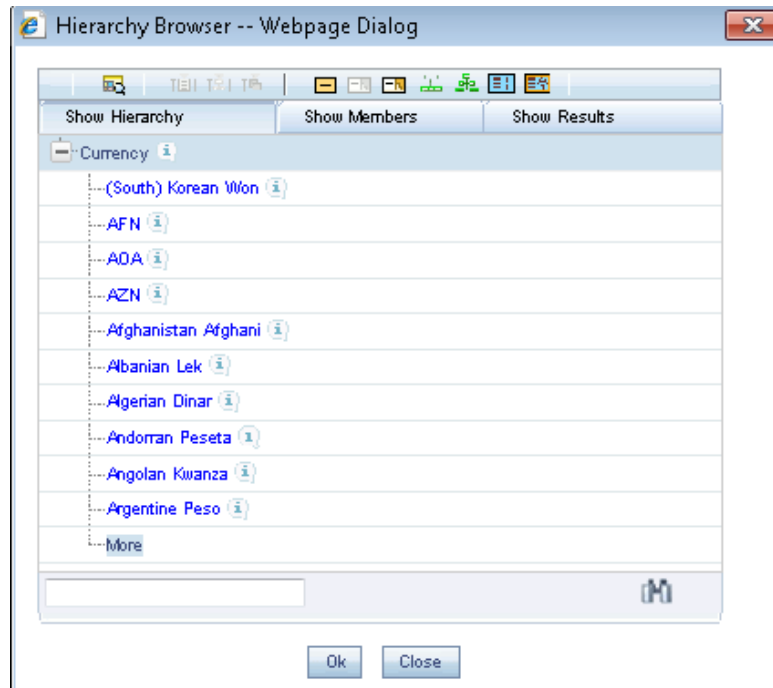 Hierarchy Browser -- Webpage Dialog
Show Hierarchy Show Members Show Results
Currency
(South) Korean Won
AFN
AOA
AZN
Afghanistan Afghani
Albanian Lek
Algerian Dinar
Andorran Peseta
Angolan Kwanza
Argentine Peso
More
Ok Close